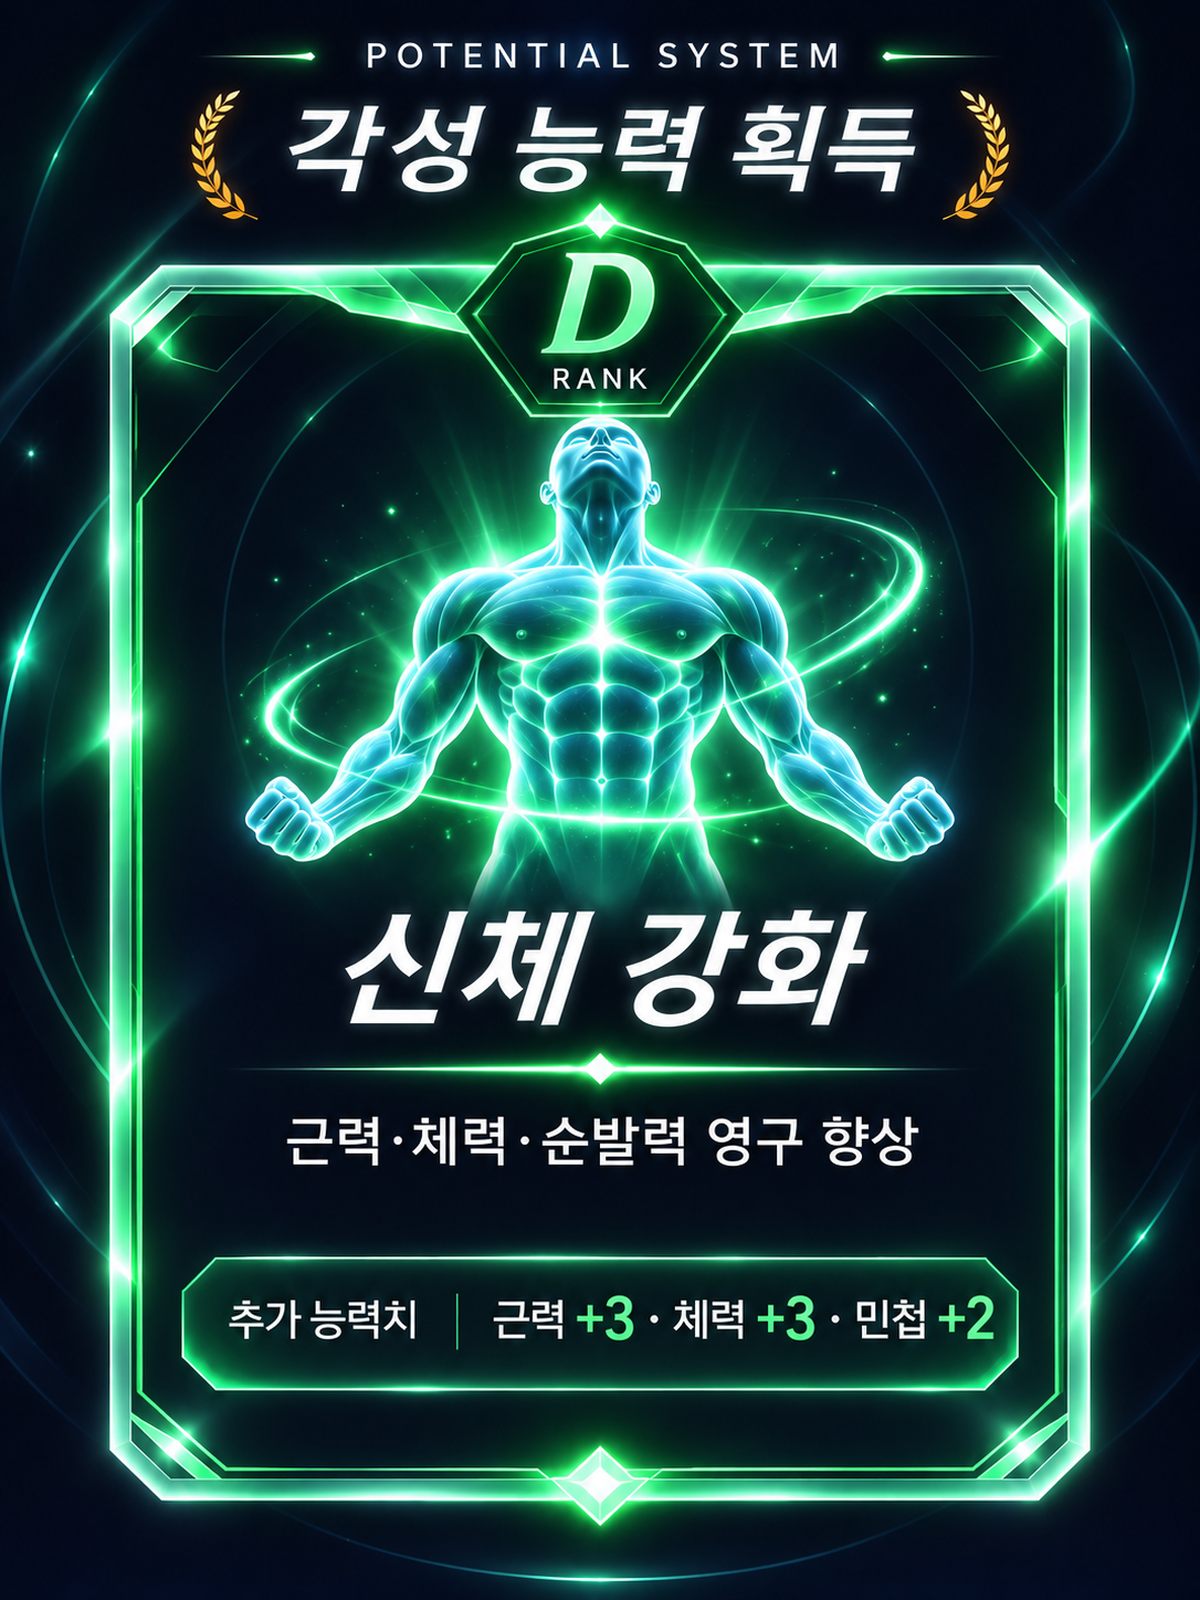 POTENTIAL SYSTEM
각성 능력 획득
D
RANK
신체 강화
근력·체력·순발력 영구 향상
추가 능력치 근력 +3 · 체력 +3 · 민첩 +2